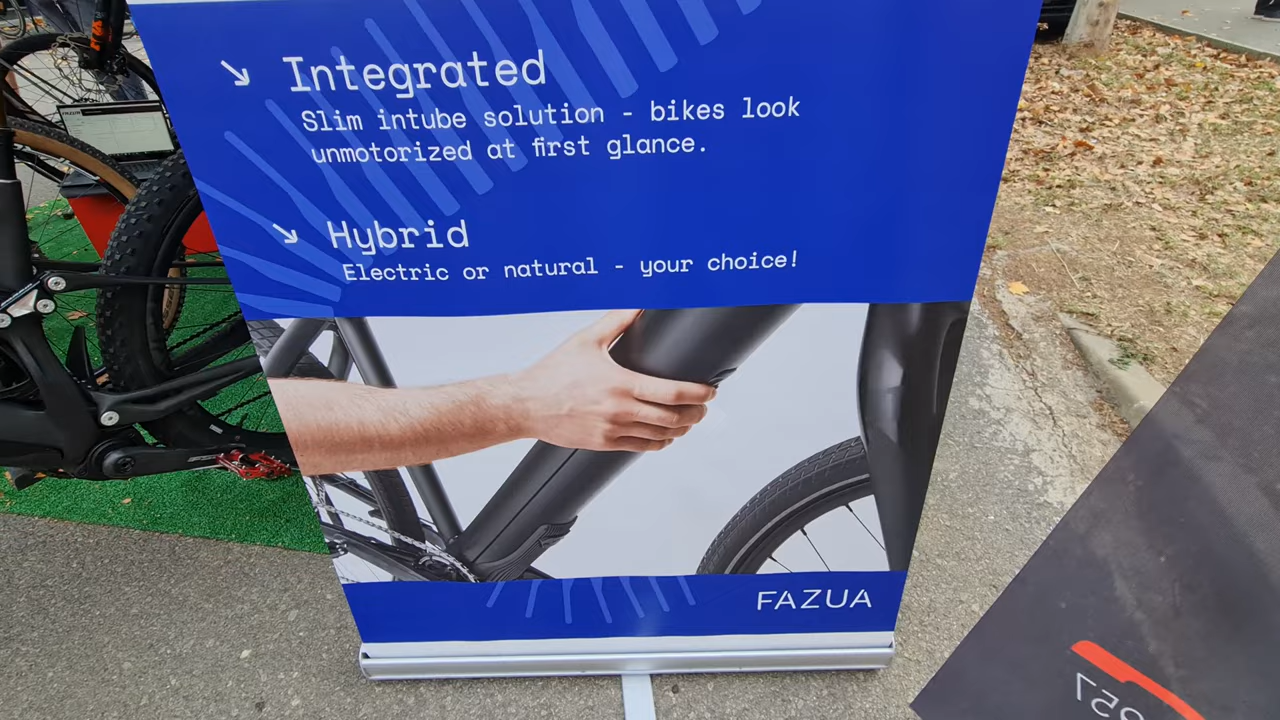 Integrated
Slim intube solution - bikes look
unmotorized at first glance.
Hybrid
Electric or natural - your choice!
FAZUA